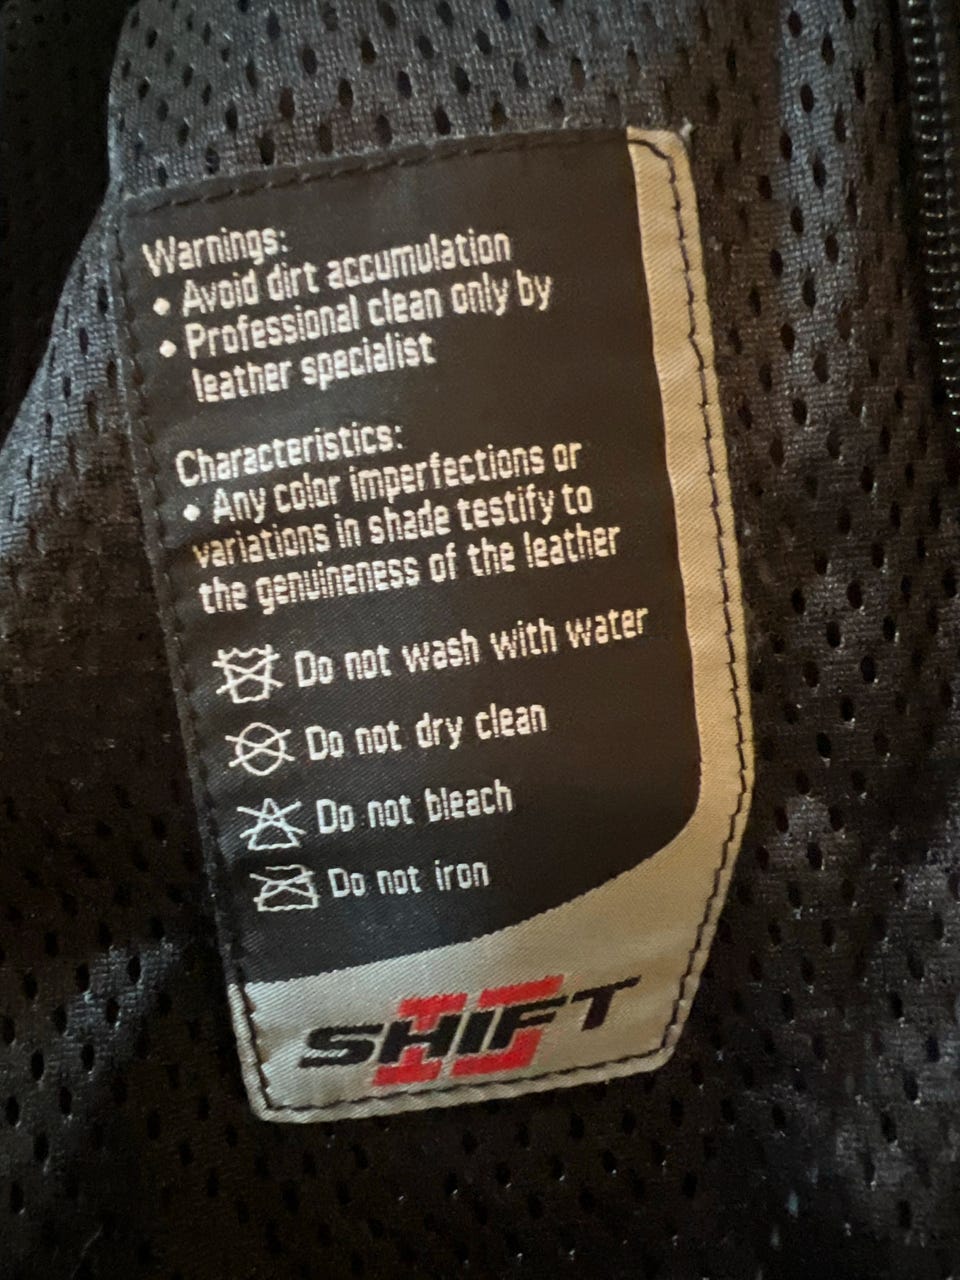 Warnings:
• Avoid dirt accumulation
• Professional clean only by
leather specialist
Characteristics:
• Any color imperfections or
variations in shade testify to
the genuineness of the leather
Do not wash with water
Do not dry clean
Do not bleach
Do not iron
SHIFT